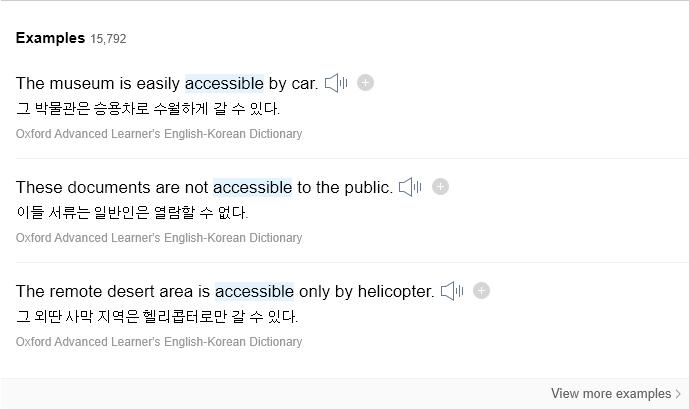 Examples 15,792
The museum is easily accessible by car.
그 박물관은 승용차로 수월하게 갈 수 있다.
Oxford Advanced Learner's English-Korean Dictionary
These documents are not accessible to the public.
이들 서류는 일반인은 열람할 수 없다.
Oxford Advanced Learner's English-Korean Dictionary
The remote desert area is accessible only by helicopter.
그 외딴 사막 지역은 헬리콥터로만 갈 수 있다.
Oxford Advanced Learner's English-Korean Dictionary
View more examples